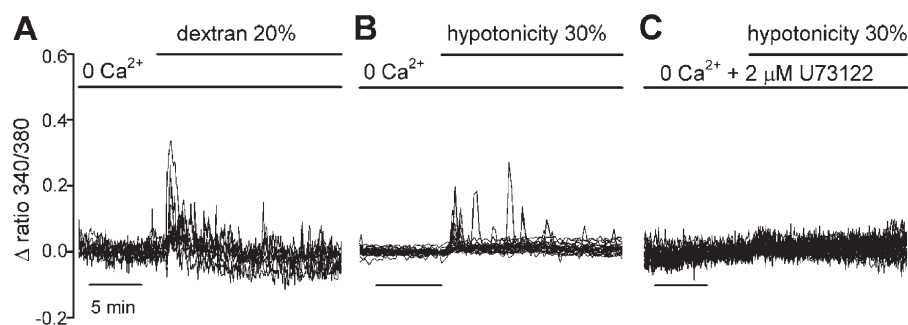 A
dextran 20%
0 Ca²⁺
B
hypotonicity 30%
0 Ca²⁺
C
hypotonicity 30%
0 Ca²⁺ + 2 μM U73122
Δ ratio 340/380
0.6
0.4
0.2
0.0
-0.2
5 min